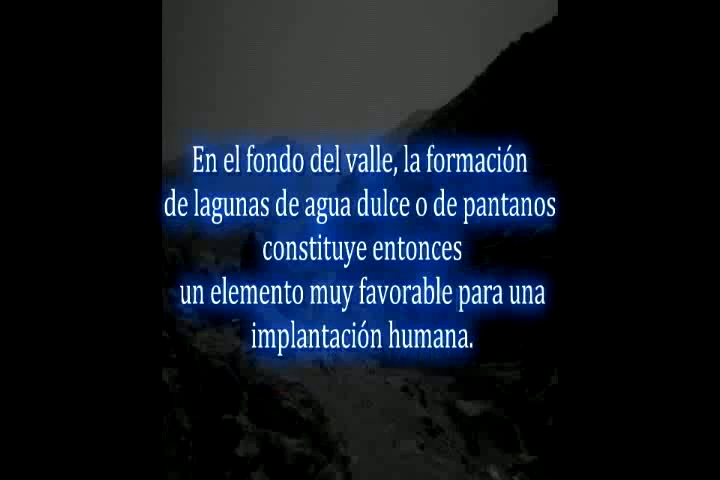 En el fondo del valle, la formación
de lagunas de agua dulce o de pantanos
constituye entonces
un elemento muy favorable para una
implantación humana.